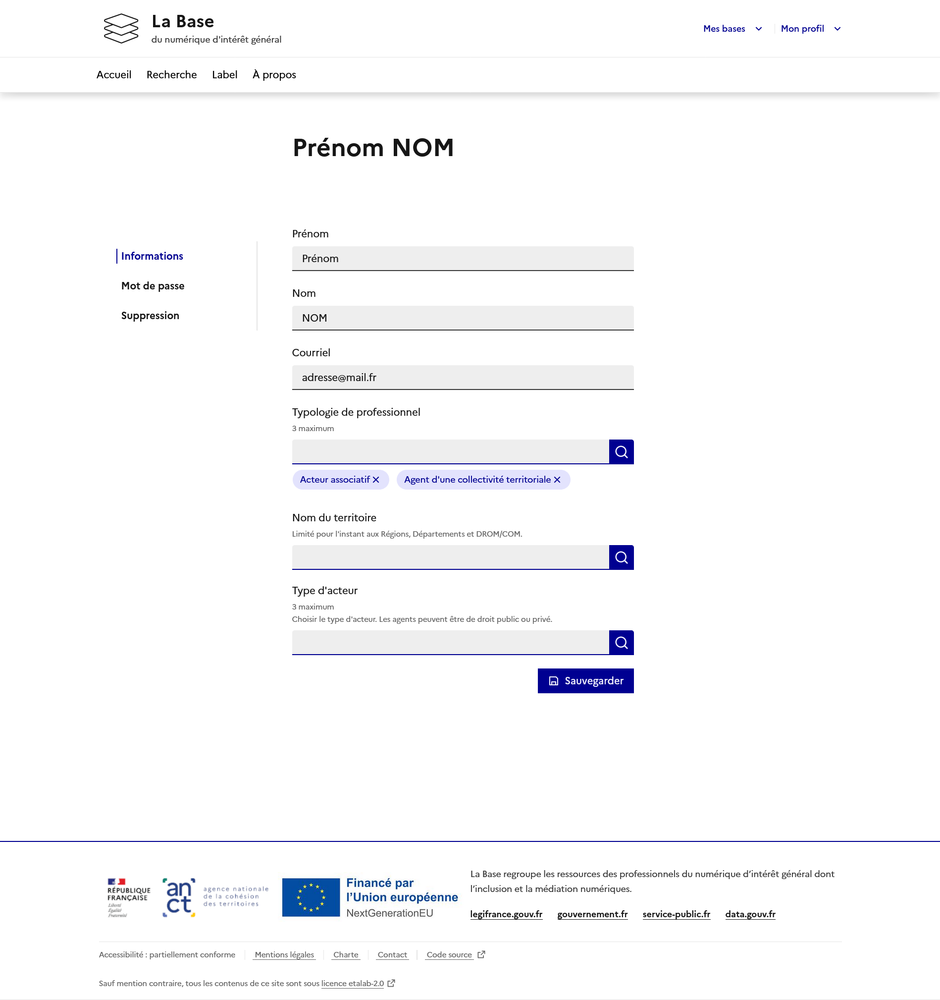 La Base
du numérique d'intérêt général
Mes bases
Mon profil
Accueil Recherche Label À propos
Prénom NOM
Informations
Mot de passe
Suppression
Prénom
Prénom
Nom
NOM
Courriel
adresse@mail.fr
Typologie de professionnel
3 maximum
Acteur associatif
Agent d'une collectivité territoriale
Nom du territoire
Limité pour l'instant aux Régions, Départements et DROM/COM.
Type d'acteur
3 maximum
Choisir le type d'acteur. Les agents peuvent être de droit public ou privé.
Sauvegarder
RÉPUBLIQUE
FRANÇAISE
Liberté
Égalité
Fraternité
an
ct
agence nationale
de la cohésion
des territoires
Financé par
l'Union européenne
NextGenerationEU
La Base regroupe les ressources des professionnels du numérique d’intérêt général dont
l’inclusion et la médiation numériques.
legifrance.gouv.fr gouvernement.fr service-public.fr data.gouv.fr
Accessibilité : partiellement conforme Mentions légales Charte Contact Code source
Sauf mention contraire, tous les contenus de ce site sont sous licence etalab-2.0